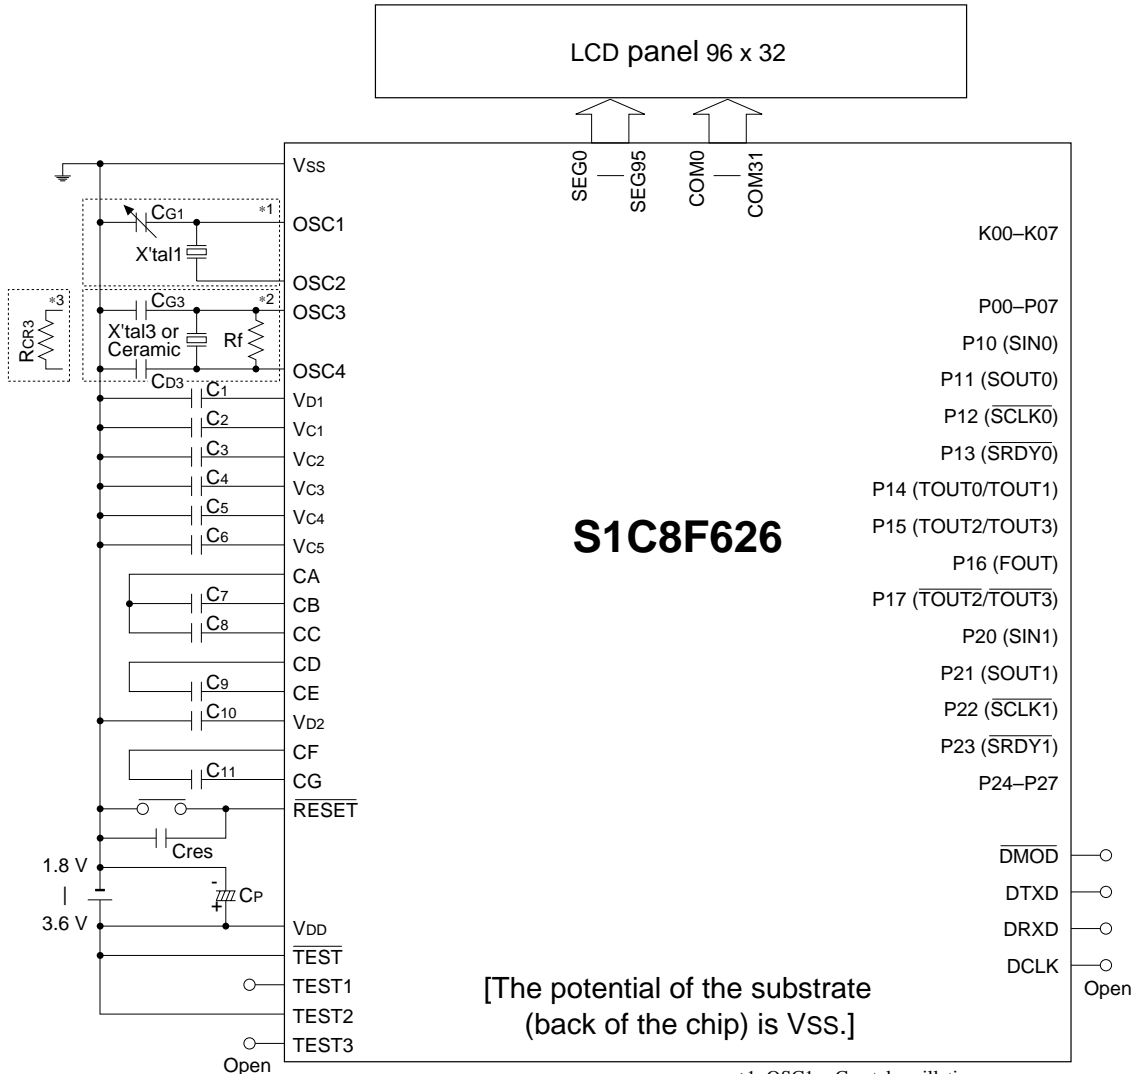 LCD panel 96 x 32
SEG0
SEG95
COM0
COM31
VSS
CG1
*1
OSC1
X'tal1
OSC2
CG3
*2
OSC3
*3
RCR3
X'tal3 or
Ceramic
Rf
OSC4
CD3
C1
VD1
C2
VC1
C3
VC2
C4
VC3
C5
VC4
C6
VC5
CA
C7
CB
C8
CC
CD
C9
CE
C10
VD2
CF
C11
CG
RESET
Cres
1.8 V
|
3.6 V
-
+
CP
VDD
TEST
TEST1
TEST2
TEST3
Open
S1C8F626
K00–K07
P00–P07
P10 (SIN0)
P11 (SOUT0)
P12 (SCLK0)
P13 (SRDY0)
P14 (TOUT0/TOUT1)
P15 (TOUT2/TOUT3)
P16 (FOUT)
P17 (TOUT2/TOUT3)
P20 (SIN1)
P21 (SOUT1)
P22 (SCLK1)
P23 (SRDY1)
P24–P27
DMOD
DTXD
DRXD
DCLK
Open
[The potential of the substrate
(back of the chip) is VSS.]